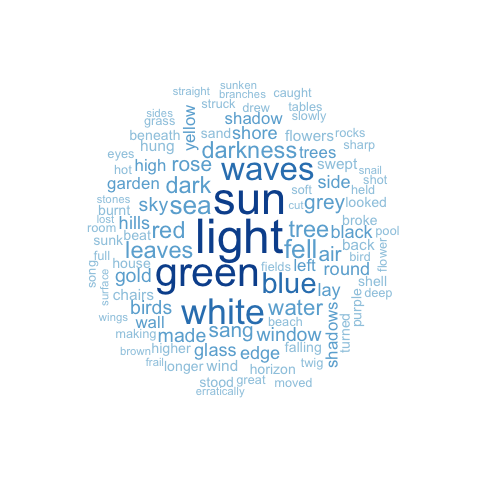 sunken
straight
branches
caught
struck
drew
tables
sides
shadow
slowly
grass
yellow
beneath
sand
shore
flowers
rocks
hung
darkness
trees
sharp
eyes
high
rose
waves
swept
snail
hot
garden
dark
sun
soft
side
held
shot
stones
burnt
sky
sea
cut
grey
looked
lost
hills
red
light
tree
black
broke
pool
room
sunk
beat
leaves
fell
air
back
flower
full
house
green
fields
left
bird
round
shell
song
surface
gold
blue
lay
deep
chairs
birds
white
water
purple
wings
wall
made
sang
beach
window
shadows
turned
making
brown
higher
glass
edge
falling
frail
longer
wind
horizon
twig
stood
great
moved
erratically